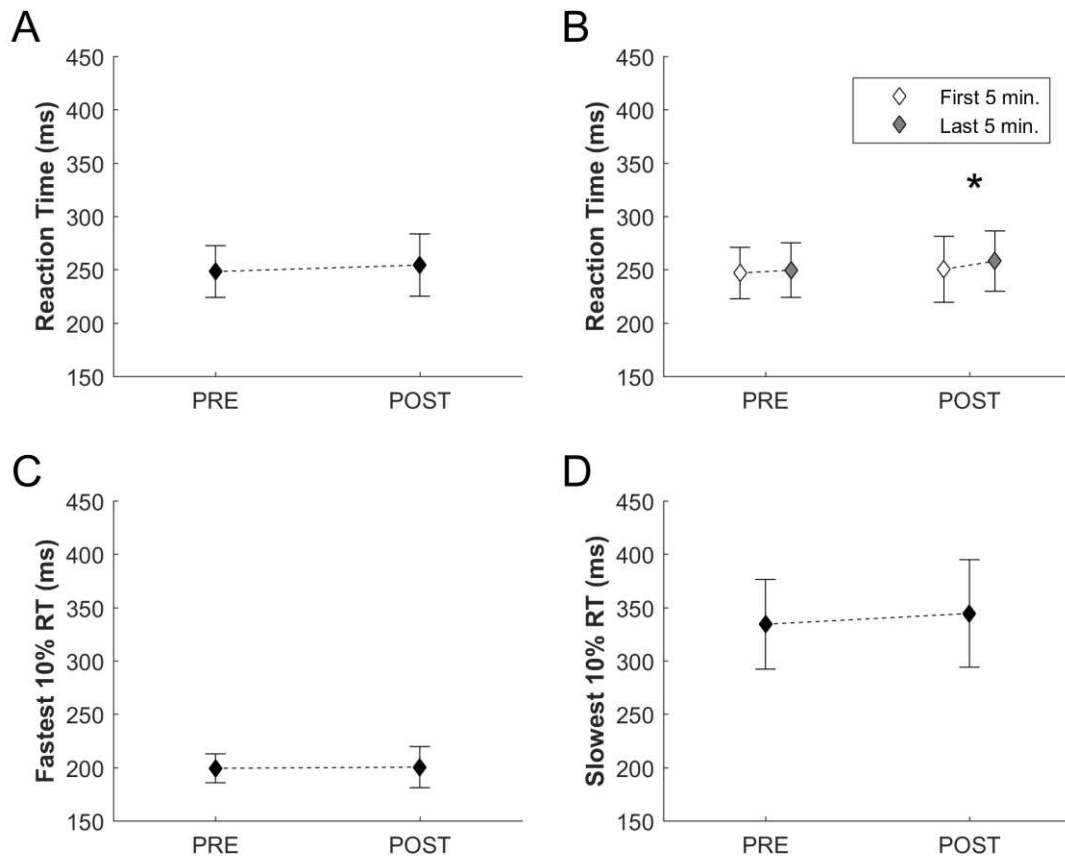 A
450
400
350
300
250
200
150
Reaction Time (ms)
PRE POST
B
450
400
350
300
250
200
150
Reaction Time (ms)
First 5 min.
Last 5 min.
*
PRE POST
C
450
400
350
300
250
200
150
Fastest 10% RT (ms)
PRE POST
D
450
400
350
300
250
200
150
Slowest 10% RT (ms)
PRE POST